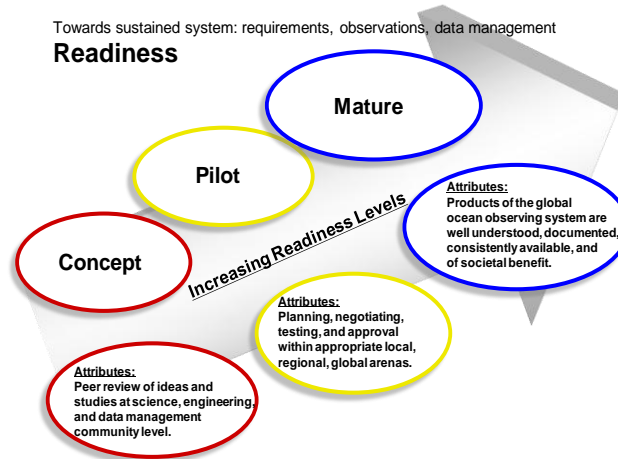 Towards sustained system: requirements, observations, data management
Readiness
Mature
Pilot
Concept
Increasing Readiness Levels
Attributes:
Products of the global
ocean observing system are
well understood, documented,
consistently available, and
of societal benefit.
Attributes:
Planning, negotiating,
testing, and approval
within appropriate local,
regional, global arenas.
Attributes:
Peer review of ideas and
studies at science, engineering,
and data management
community level.